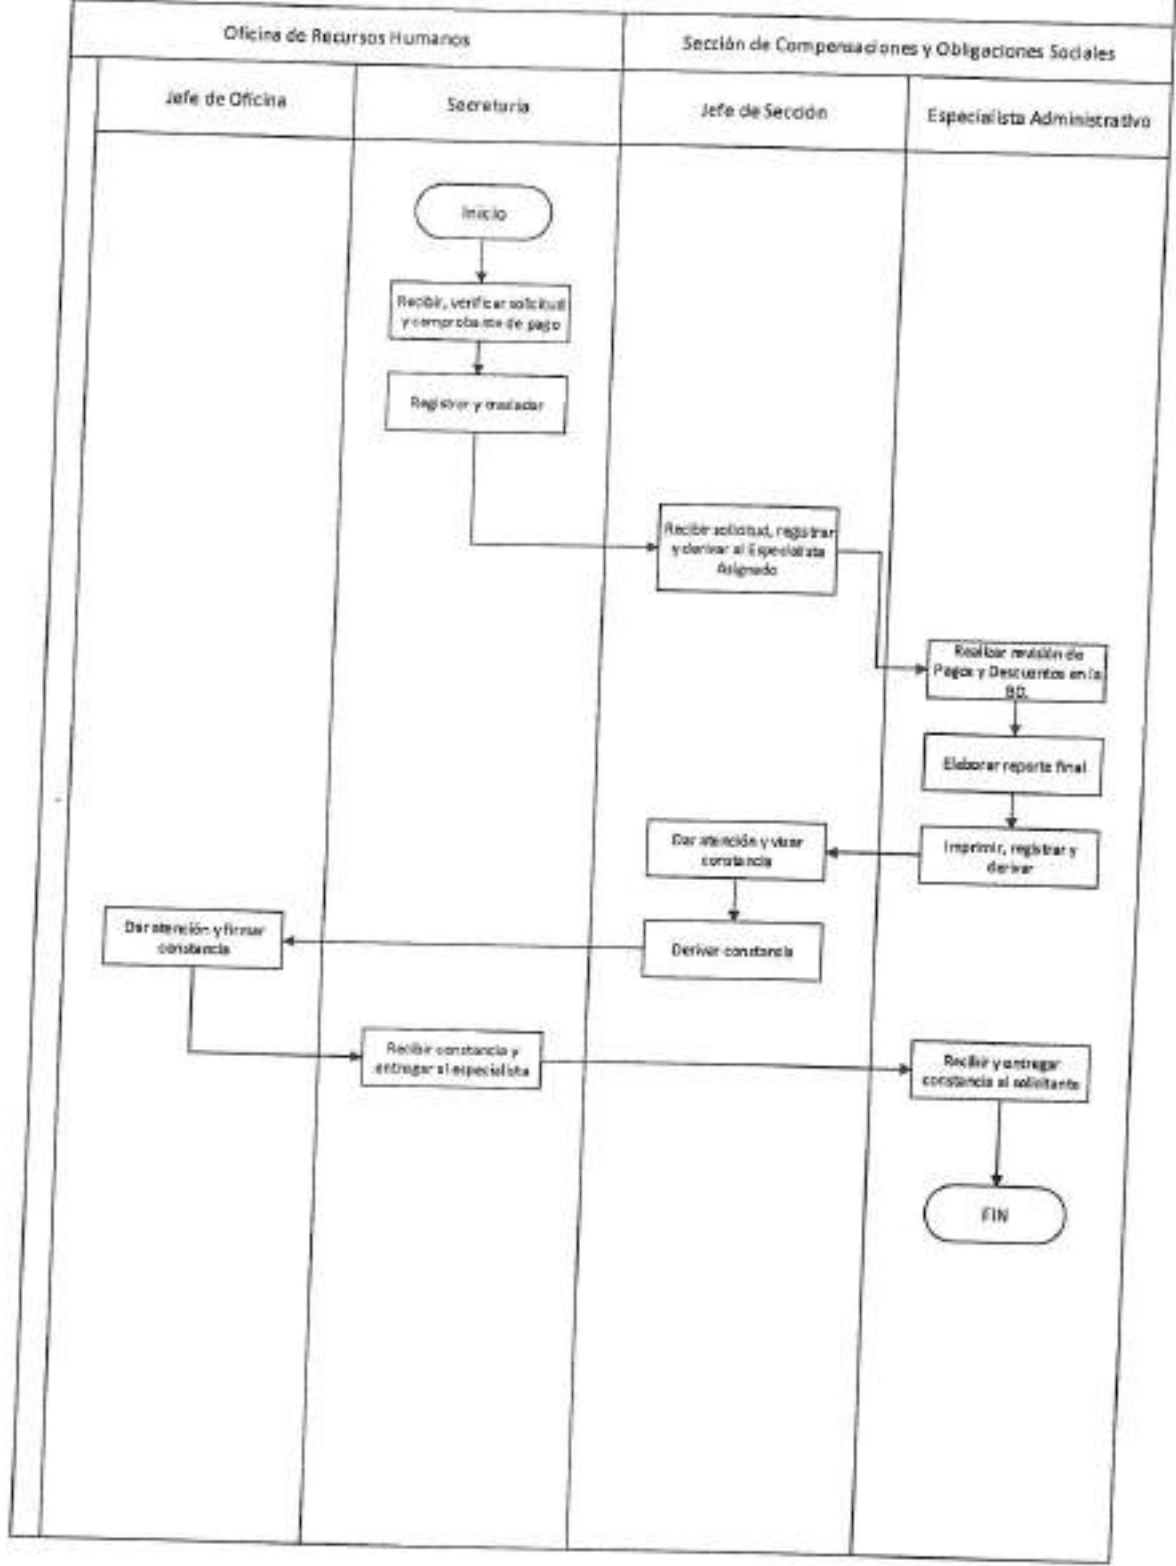 Oficina de Recursos Humanos
Sección de Compensaciones y Obligaciones Sociales
Jefe de Oficina
Secretaria
Jefe de Sección
Especialista Administrativo
Inicio
Recibir, verificar solicitud
y comprobante de pago
Registrar y trasladar
Recibir solicitud, registrar
y derivar al Especialista
Asignado
Realizar revisión de
Pagos y Descuentos en la
BD.
Elaborar reporte final
Imprimir, registrar y
derivar
Dar atención y visar
constancia
Derivar constancia
Dar atención y firmar
constancia
Recibir constancia y
entregar al especialista
Recibir y entregar
constancia al solicitante
FIN